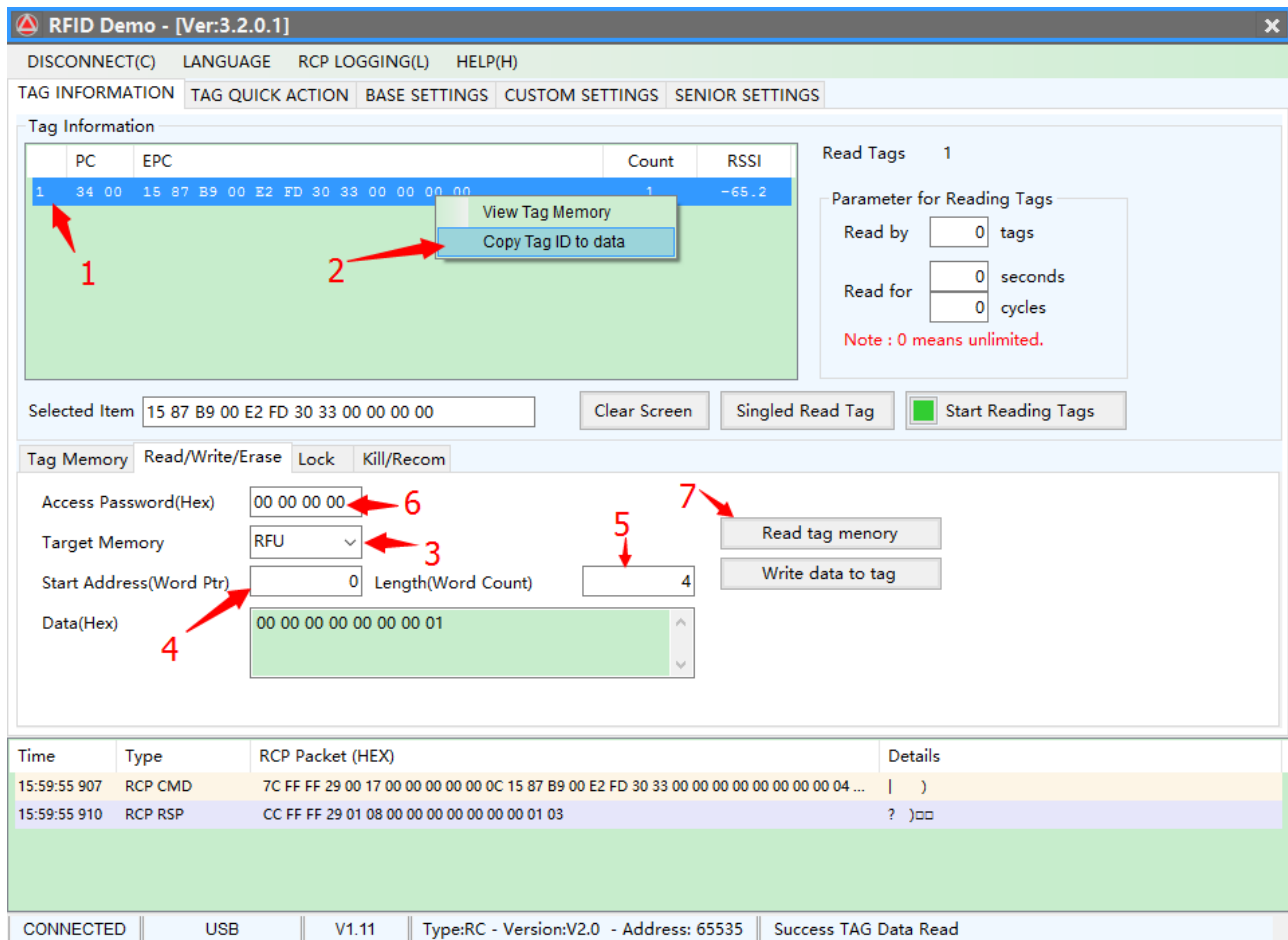 RFID Demo - [Ver:3.2.0.1]
DISCONNECT(C) LANGUAGE RCP LOGGING(L) HELP(H)
TAG INFORMATION TAG QUICK ACTION BASE SETTINGS CUSTOM SETTINGS SENIOR SETTINGS
Tag Information
PC EPC Count RSSI
1 34 00 15 87 B9 00 E2 FD 30 33 00 00 00 00 1 -65.2
View Tag Memory
Copy Tag ID to data
1
2
Read Tags 1
Parameter for Reading Tags
Read by 0 tags
Read for 0 seconds
0 cycles
Note : 0 means unlimited.
Selected Item 15 87 B9 00 E2 FD 30 33 00 00 00 00 Clear Screen Singled Read Tag Start Reading Tags
Tag Memory Read/Write/Erase Lock Kill/Recom
Access Password(Hex) 00 00 00 00 6
Target Memory RFU 3
Start Address(Word Ptr) 0 Length(Word Count) 4
5
7
Read tag menory
Write data to tag
Data(Hex) 00 00 00 00 00 00 00 01
4
Time Type RCP Packet (HEX) Details
15:59:55 907 RCP CMD 7C FF FF 29 00 17 00 00 00 00 00 0C 15 87 B9 00 E2 FD 30 33 00 00 00 00 00 00 00 00 04 ... | )
15:59:55 910 RCP RSP CC FF FF 29 01 08 00 00 00 00 00 00 00 01 03 ? )□□
CONNECTED USB V1.11 Type:RC - Version:V2.0 - Address: 65535 Success TAG Data Read